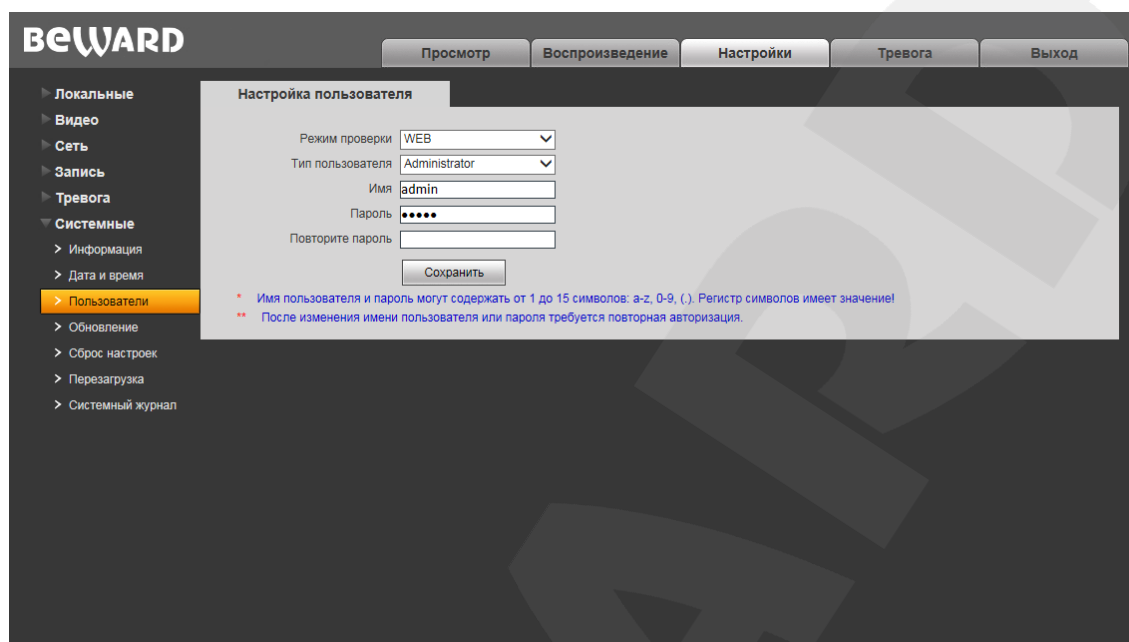 BEWARD
Просмотр Воспроизведение Настройки Тревога Выход
Локальные
Видео
Сеть
Запись
Тревога
Системные
> Информация
> Дата и время
> Пользователи
> Обновление
> Сброс настроек
> Перезагрузка
> Системный журнал
Настройка пользователя
Режим проверки WEB
Тип пользователя Administrator
Имя admin
Пароль •••••
Повторите пароль
Сохранить
* Имя пользователя и пароль могут содержать от 1 до 15 символов: a-z, 0-9, (.). Регистр символов имеет значение!
** После изменения имени пользователя или пароля требуется повторная авторизация.